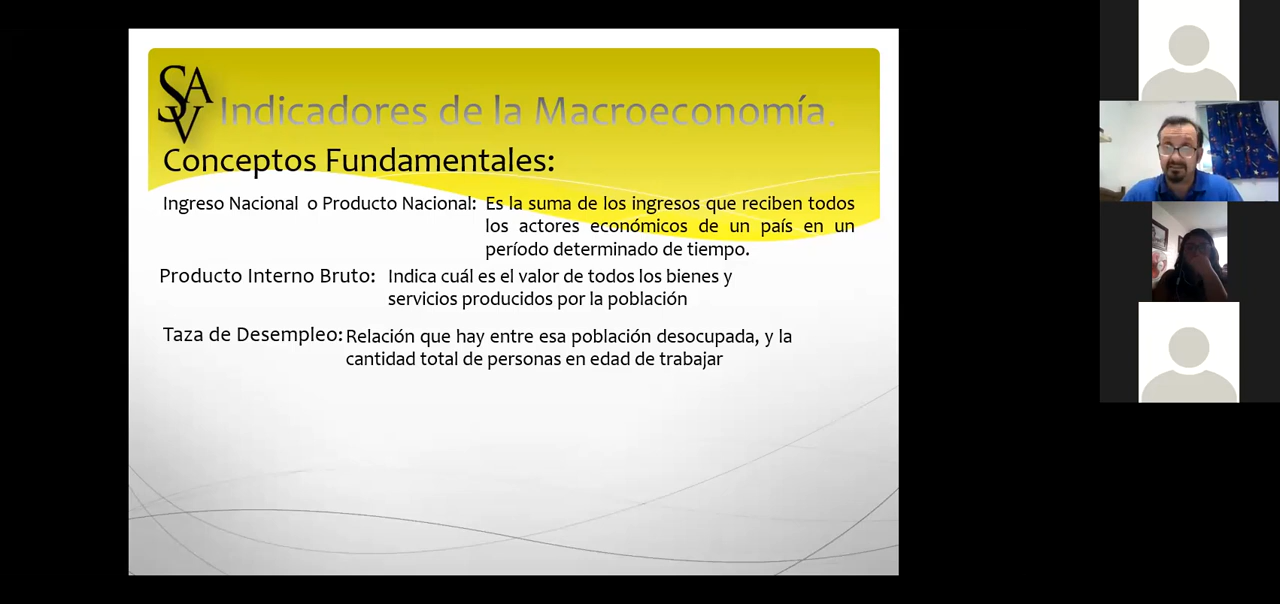 SAV
Indicadores de la Macroeconomía.
Conceptos Fundamentales:
Ingreso Nacional o Producto Nacional: Es la suma de los ingresos que reciben todos
los actores económicos de un país en un
período determinado de tiempo.
Producto Interno Bruto: Indica cuál es el valor de todos los bienes y
servicios producidos por la población
Taza de Desempleo: Relación que hay entre esa población desocupada, y la
cantidad total de personas en edad de trabajar